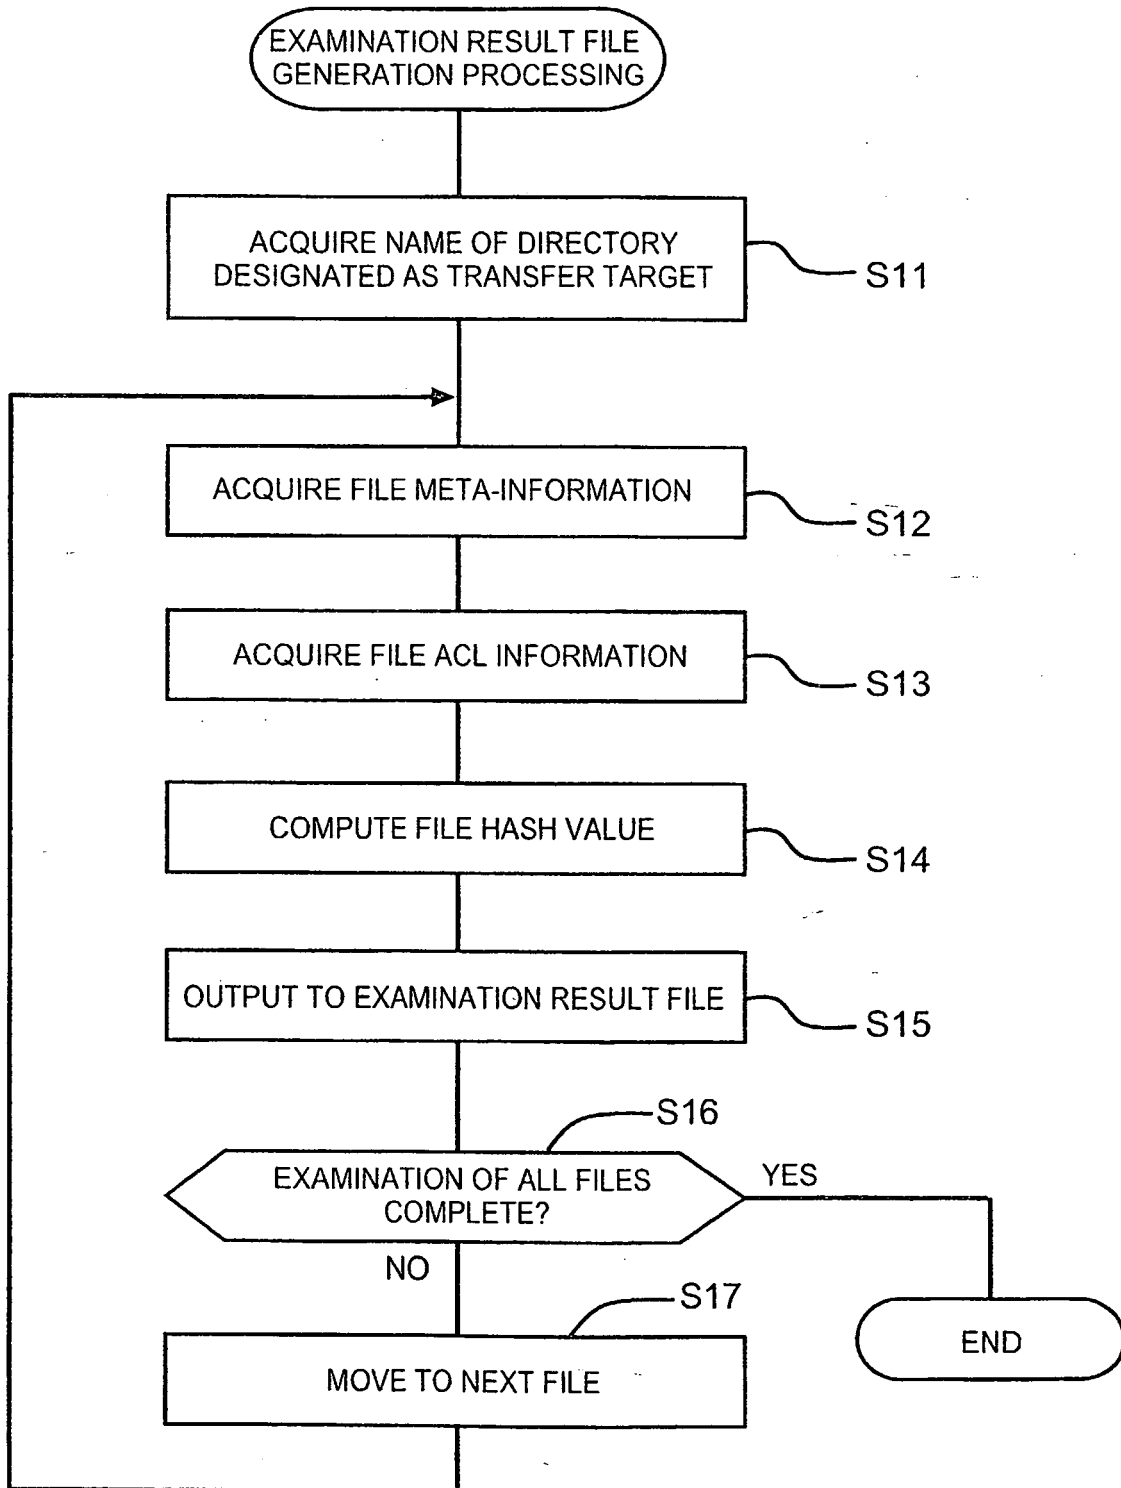 EXAMINATION RESULT FILE
GENERATION PROCESSING
ACQUIRE NAME OF DIRECTORY
DESIGNATED AS TRANSFER TARGET
S11
ACQUIRE FILE META-INFORMATION
S12
ACQUIRE FILE ACL INFORMATION
S13
COMPUTE FILE HASH VALUE
S14
OUTPUT TO EXAMINATION RESULT FILE
S15
S16
EXAMINATION OF ALL FILES
COMPLETE?
YES
NO
S17
MOVE TO NEXT FILE
END